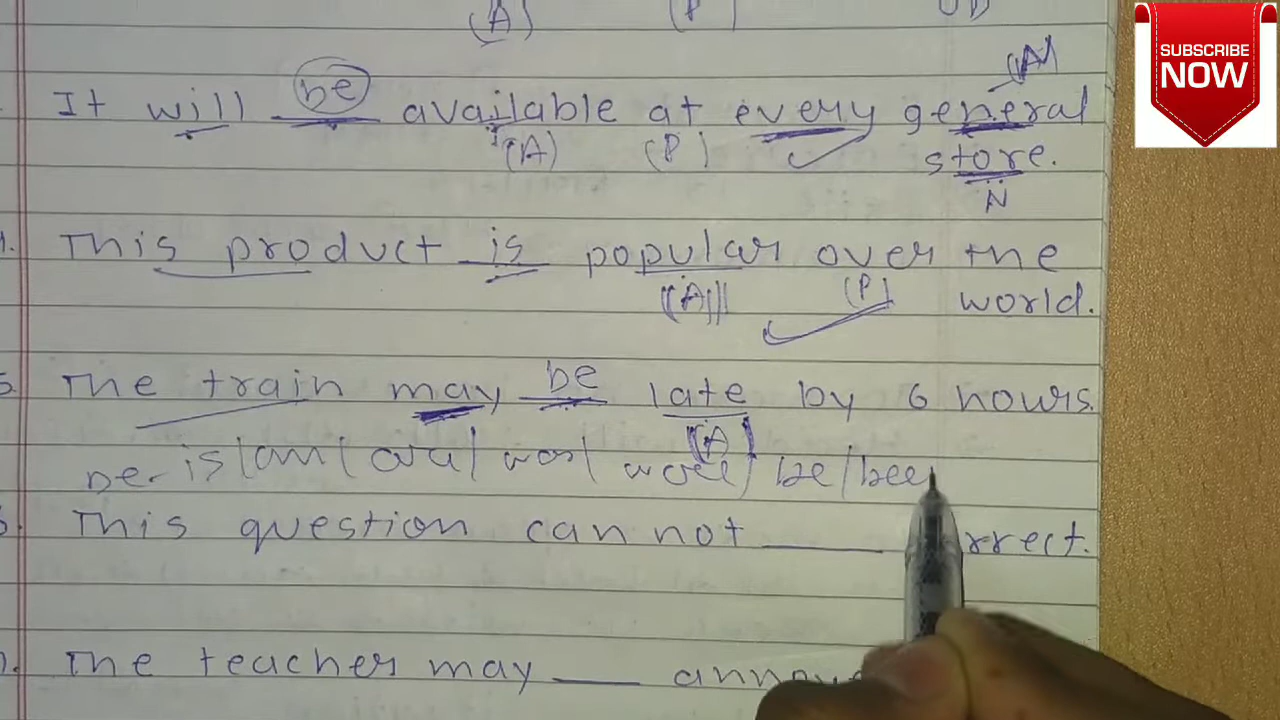 (A) (P)
SUBSCRIBE
NOW
(A)
It will be available at every general
(A) (P) store.
N
This product is popular over the
(A) (P) world.
The train may be late by 6 hours.
(A)
be- is/am/are/was/were/be/bee
This question can not ____ rrect.
The teacher may ____